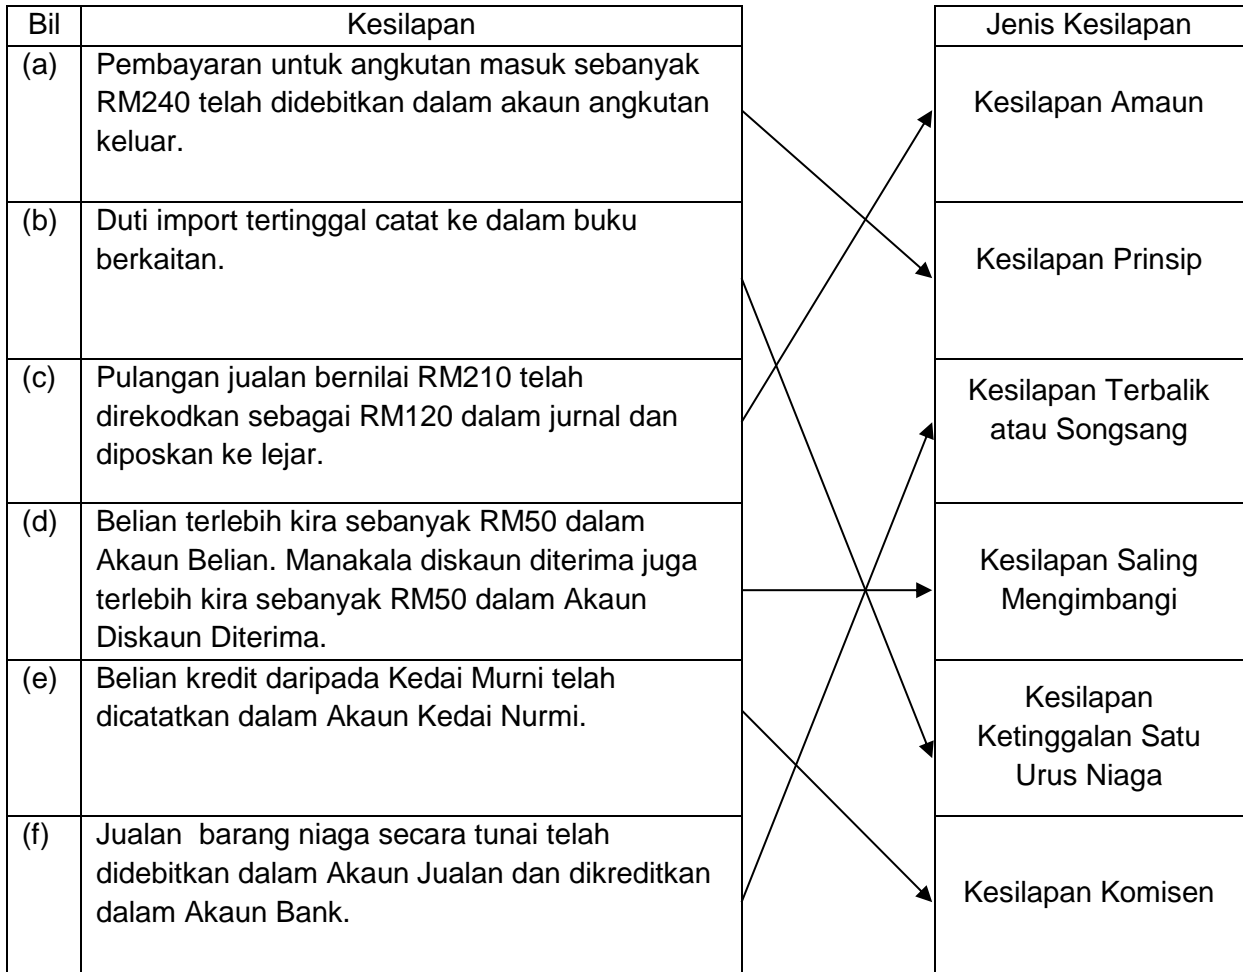 Bil
Kesilapan
Jenis Kesilapan
(a)
Pembayaran untuk angkutan masuk sebanyak
RM240 telah didebitkan dalam akaun angkutan
keluar.
Kesilapan Amaun
(b)
Duti import tertinggal catat ke dalam buku
berkaitan.
Kesilapan Prinsip
(c)
Pulangan jualan bernilai RM210 telah
direkodkan sebagai RM120 dalam jurnal dan
diposkan ke lejar.
Kesilapan Terbalik
atau Songsang
(d)
Belian terlebih kira sebanyak RM50 dalam
Akaun Belian. Manakala diskaun diterima juga
terlebih kira sebanyak RM50 dalam Akaun
Diskaun Diterima.
Kesilapan Saling
Mengimbangi
(e)
Belian kredit daripada Kedai Murni telah
dicatatkan dalam Akaun Kedai Nurmi.
Kesilapan
Ketinggalan Satu
Urus Niaga
(f)
Jualan  barang niaga secara tunai telah
didebitkan dalam Akaun Jualan dan dikreditkan
dalam Akaun Bank.
Kesilapan Komisen